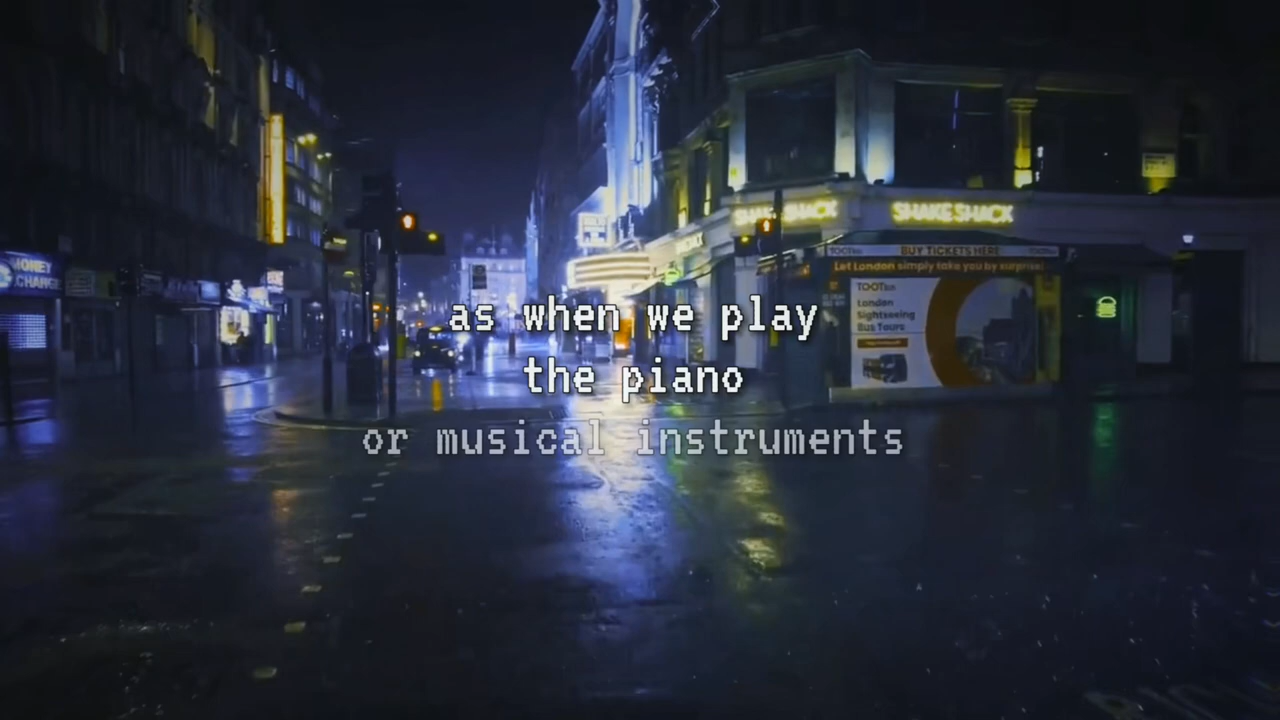 MONEY
CHANGE
SHAKE SHACK
SHAKE SHACK
TOOTbus BUY TICKETS HERE
Let London simply take you by surprise!
TOOTbus
London
Sightseeing
Bus Tours
as when we play
the piano
or musical instruments